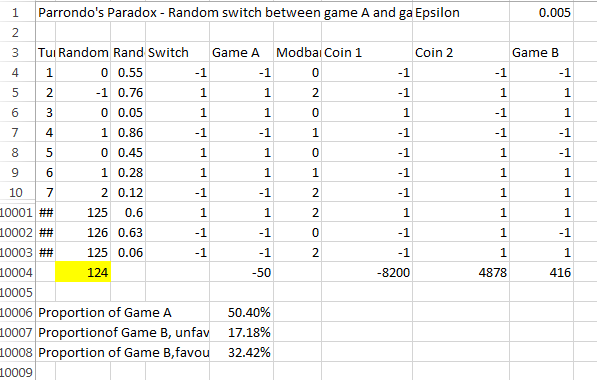 1 Parrondo's Paradox - Random switch between game A and ga Epsilon 0.005
2
3 Tu Random Rand Switch Game A Modba Coin 1 Coin 2 Game B
4 1 0 0.55 -1 -1 0 -1 -1 -1
5 2 -1 0.76 1 1 2 -1 1 1
6 3 0 0.05 1 1 0 1 -1 1
7 4 1 0.86 -1 -1 1 -1 1 1
8 5 0 0.45 1 1 0 -1 1 -1
9 6 1 0.28 1 1 1 -1 1 1
10 7 2 0.12 -1 -1 2 -1 1 1
10001 ## 125 0.6 1 1 2 1 1 1
10002 ## 126 0.63 -1 -1 0 -1 1 -1
10003 ## 125 0.06 -1 -1 2 -1 1 1
10004 124 -50 -8200 4878 416
10005
10006 Proportion of Game A 50.40%
10007 Proportionof Game B, unfav 17.18%
10008 Proportion of Game B,favou 32.42%
10009